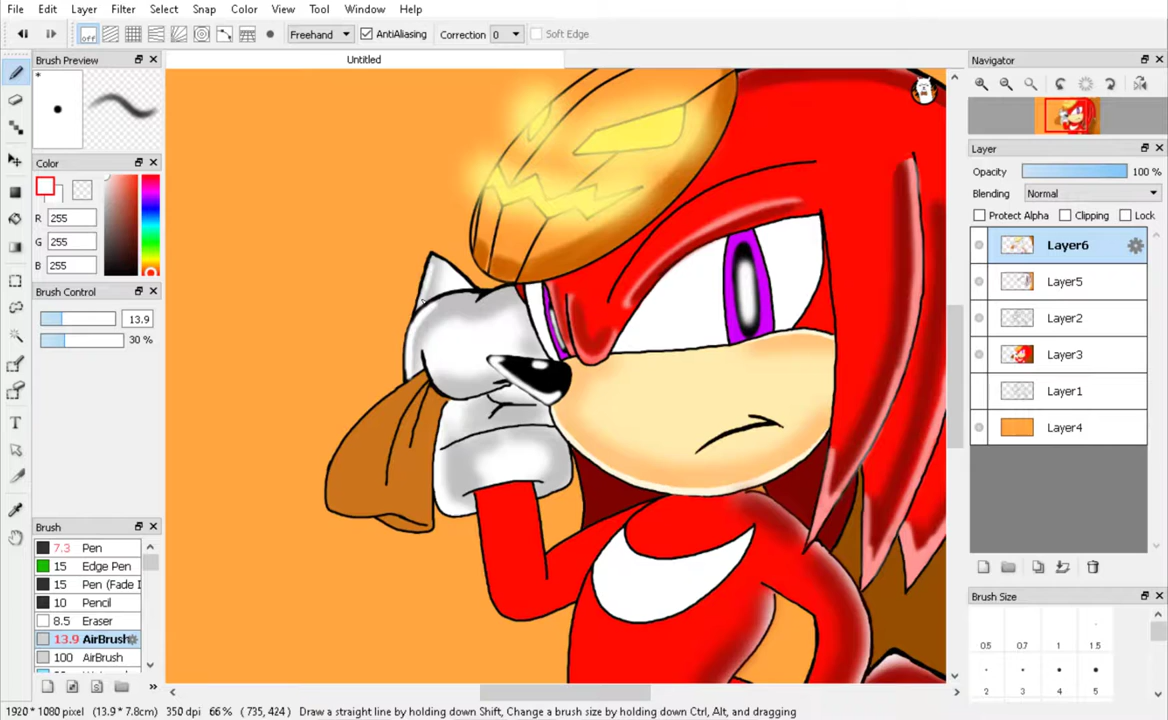 File Edit Layer Filter Select Snap Color View Tool Window Help
off Freehand AntiAliasing Correction 0 Soft Edge
Brush Preview
Untitled
Navigator
*
Color
R 255
G 255
B 255
Brush Control
13.9
30 %
Brush
7.3 Pen
15 Edge Pen
15 Pen (Fade I
10 Pencil
8.5 Eraser
13.9 AirBrush
100 AirBrush
Layer
Opacity 100 %
Blending Normal
Protect Alpha Clipping Lock
Layer6
Layer5
Layer2
Layer3
Layer1
Layer4
Brush Size
0.5 0.7 1 1.5
2 3 4 5
1920 * 1080 pixel (13.9 * 7.8cm) 350 dpi 66 % ( 735, 424 ) Draw a straight line by holding down Shift, Change a brush size by holding down Ctrl, Alt, and dragging